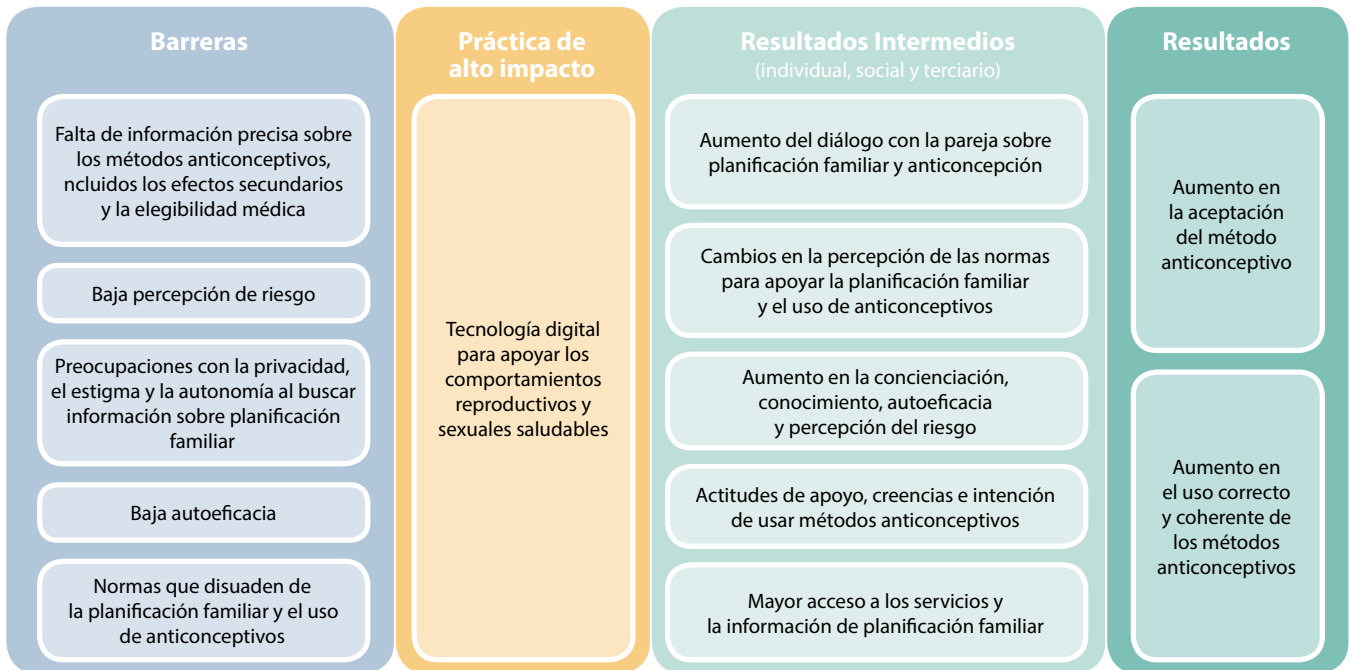 Barreras
Falta de información precisa sobre
los métodos anticonceptivos,
ncluidos los efectos secundarios
y la elegibilidad médica
Baja percepción de riesgo
Preocupaciones con la privacidad,
el estigma y la autonomía al buscar
información sobre planificación
familiar
Baja autoeficacia
Normas que disuaden de
la planificación familiar y el uso
de anticonceptivos
Práctica de
alto impacto
Tecnología digital
para apoyar los
comportamientos
reproductivos y
sexuales saludables
Resultados Intermedios
(individual, social y terciario)
Aumento del diálogo con la pareja sobre
planificación familiar y anticoncepción
Cambios en la percepción de las normas
para apoyar la planificación familiar
y el uso de anticonceptivos
Aumento en la concienciación,
conocimiento, autoeficacia
y percepción del riesgo
Actitudes de apoyo, creencias e intención
de usar métodos anticonceptivos
Mayor acceso a los servicios y
la información de planificación familiar
Resultados
Aumento en
la aceptación
del método
anticonceptivo
Aumento en
el uso correcto
y coherente de
los métodos
anticonceptivos